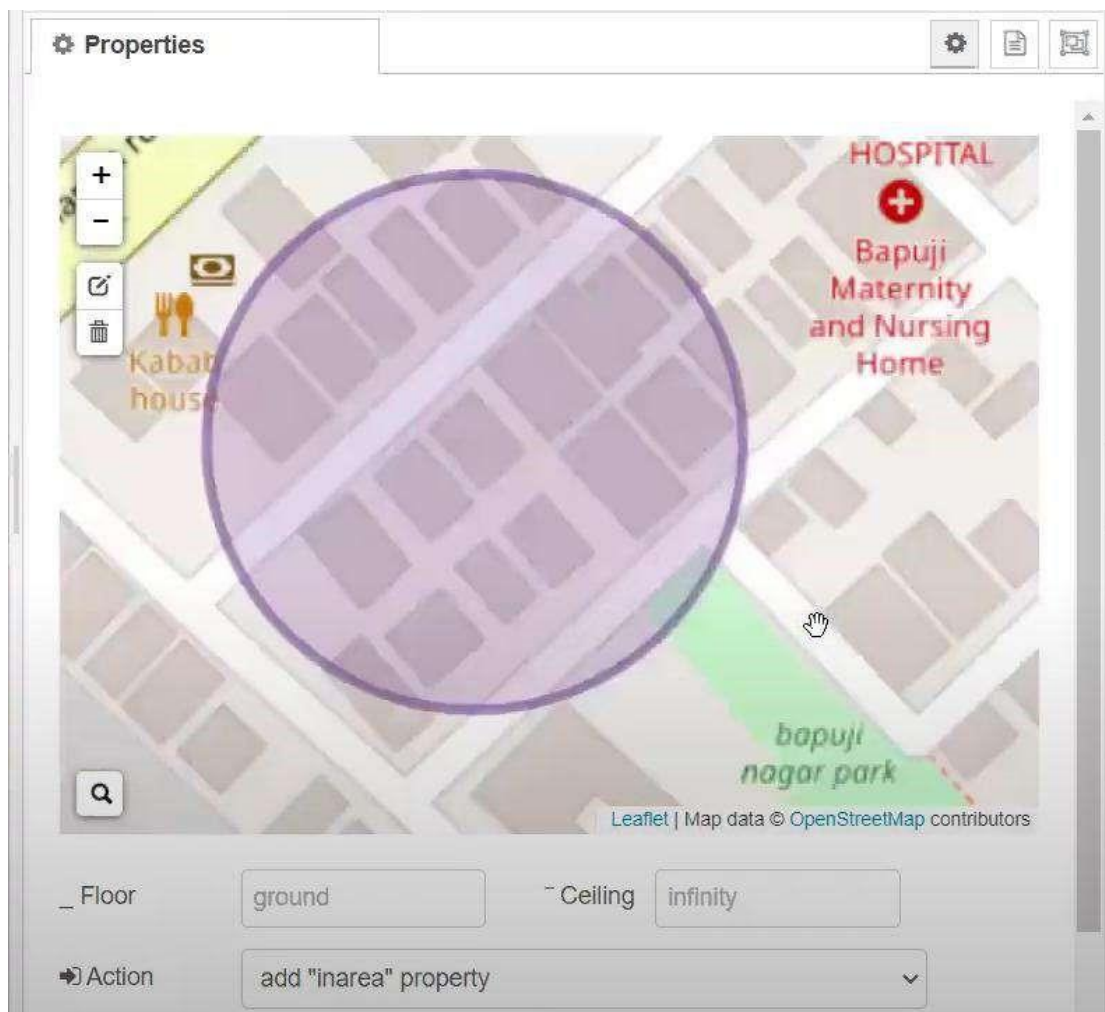 Properties
HOSPITAL
Bapuji
Maternity
and Nursing
Home
+
−
Kabab
house
bapuji
nagar park
Leaflet | Map data © OpenStreetMap contributors
_ Floor ground ‾ Ceiling infinity
Action add "inarea" property